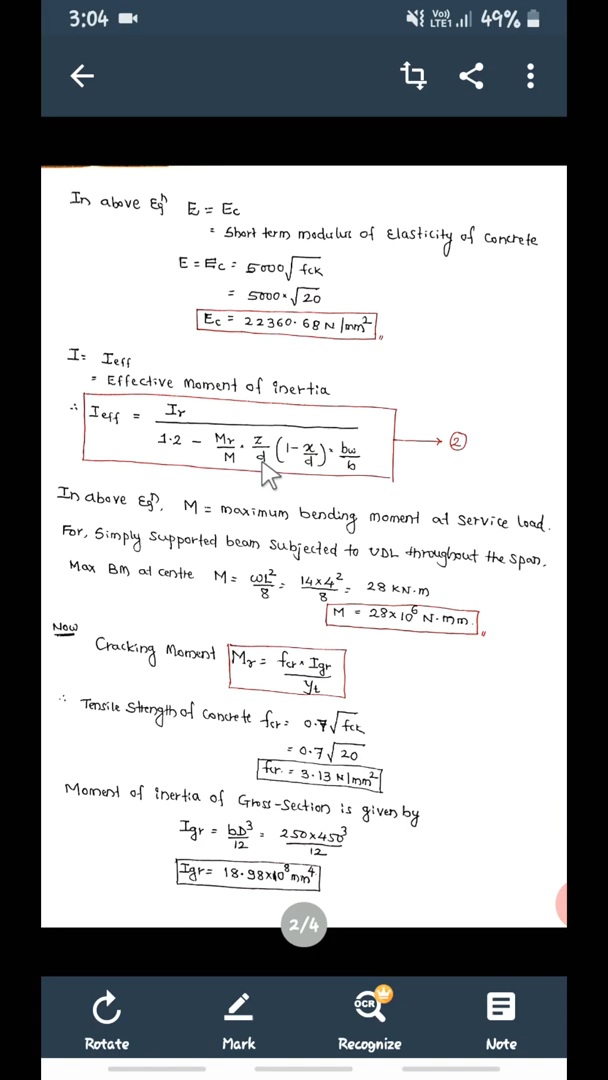 3:04 Vo)) LTE1 49%
In above Eqⁿ E = Ec
= Short term modulus of Elasticity of Concrete
E = Ec = 5000√fck
= 5000 × √20
Ec = 22360.68 N/mm²
I = Ieff
= Effective Moment of inertia
∴ Ieff = Ir / (1.2 - Mr/M . z/d (1 - x/d) . bw/b) → ②
In above Eqⁿ, M = maximum bending moment at service load.
For, Simply supported beam subjected to UDL throughout the span,
Max BM at centre M = ωL²/8 = 14×4²/8 = 28 KN.m
M = 28×10⁶ N.mm.
Now
Cracking Moment Mr = fcr × Igr / yt
∴ Tensile Strength of Concrete fcr = 0.7√fck
= 0.7√20
fcr. = 3.13 N/mm²
Moment of inertia of Gross-Section is given by
Igr = bD³/12 = 250×450³/12
Igr = 18.98×10⁸ mm⁴
2/4
OCR
Rotate Mark Recognize Note